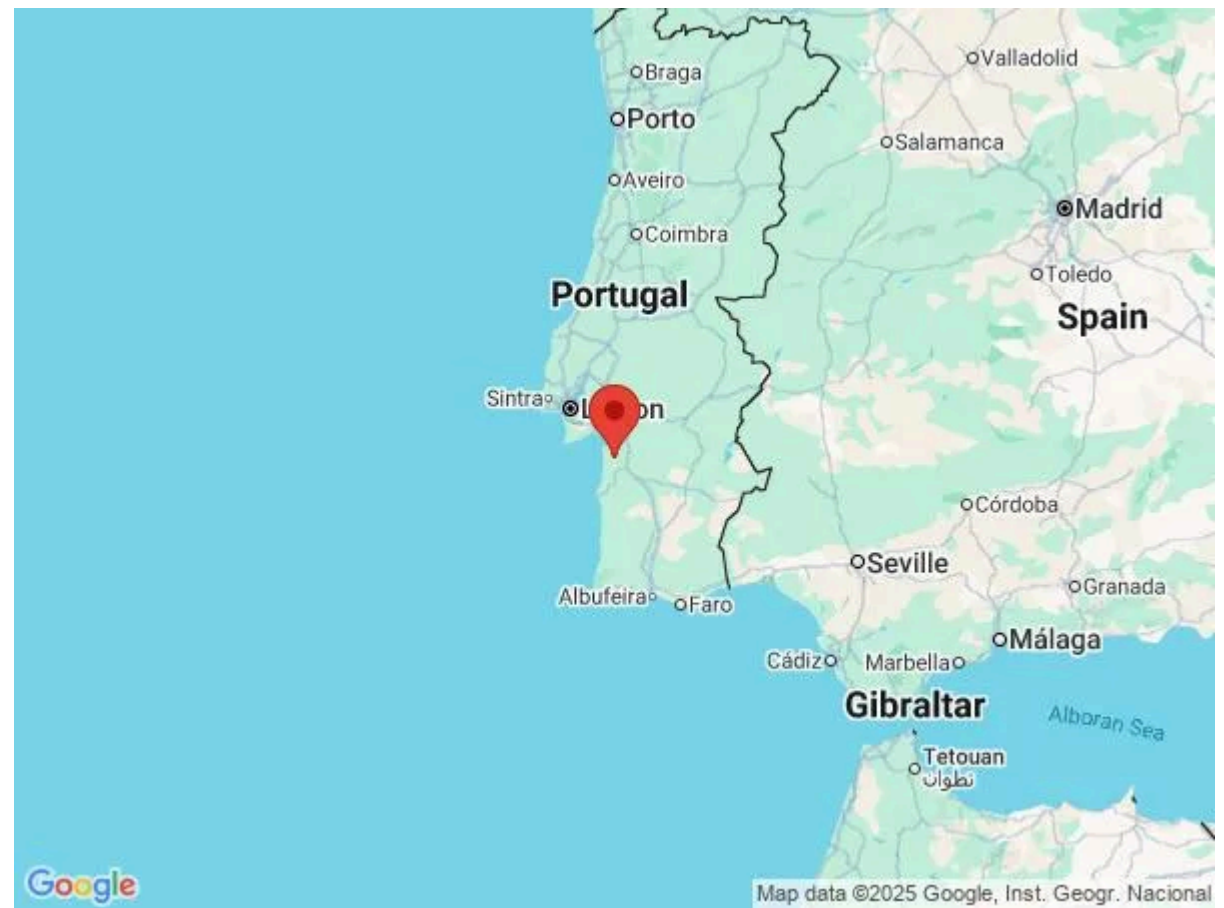 Valladolid
Braga
Porto
Salamanca
Aveiro
Madrid
Coimbra
Toledo
Portugal
Spain
Sintra
Córdoba
Seville
Granada
Albufeira
Faro
Málaga
Cádiz
Marbella
Gibraltar
Alboran Sea
Tetouan
تطوان
Google
Map data ©2025 Google, Inst. Geogr. Nacional